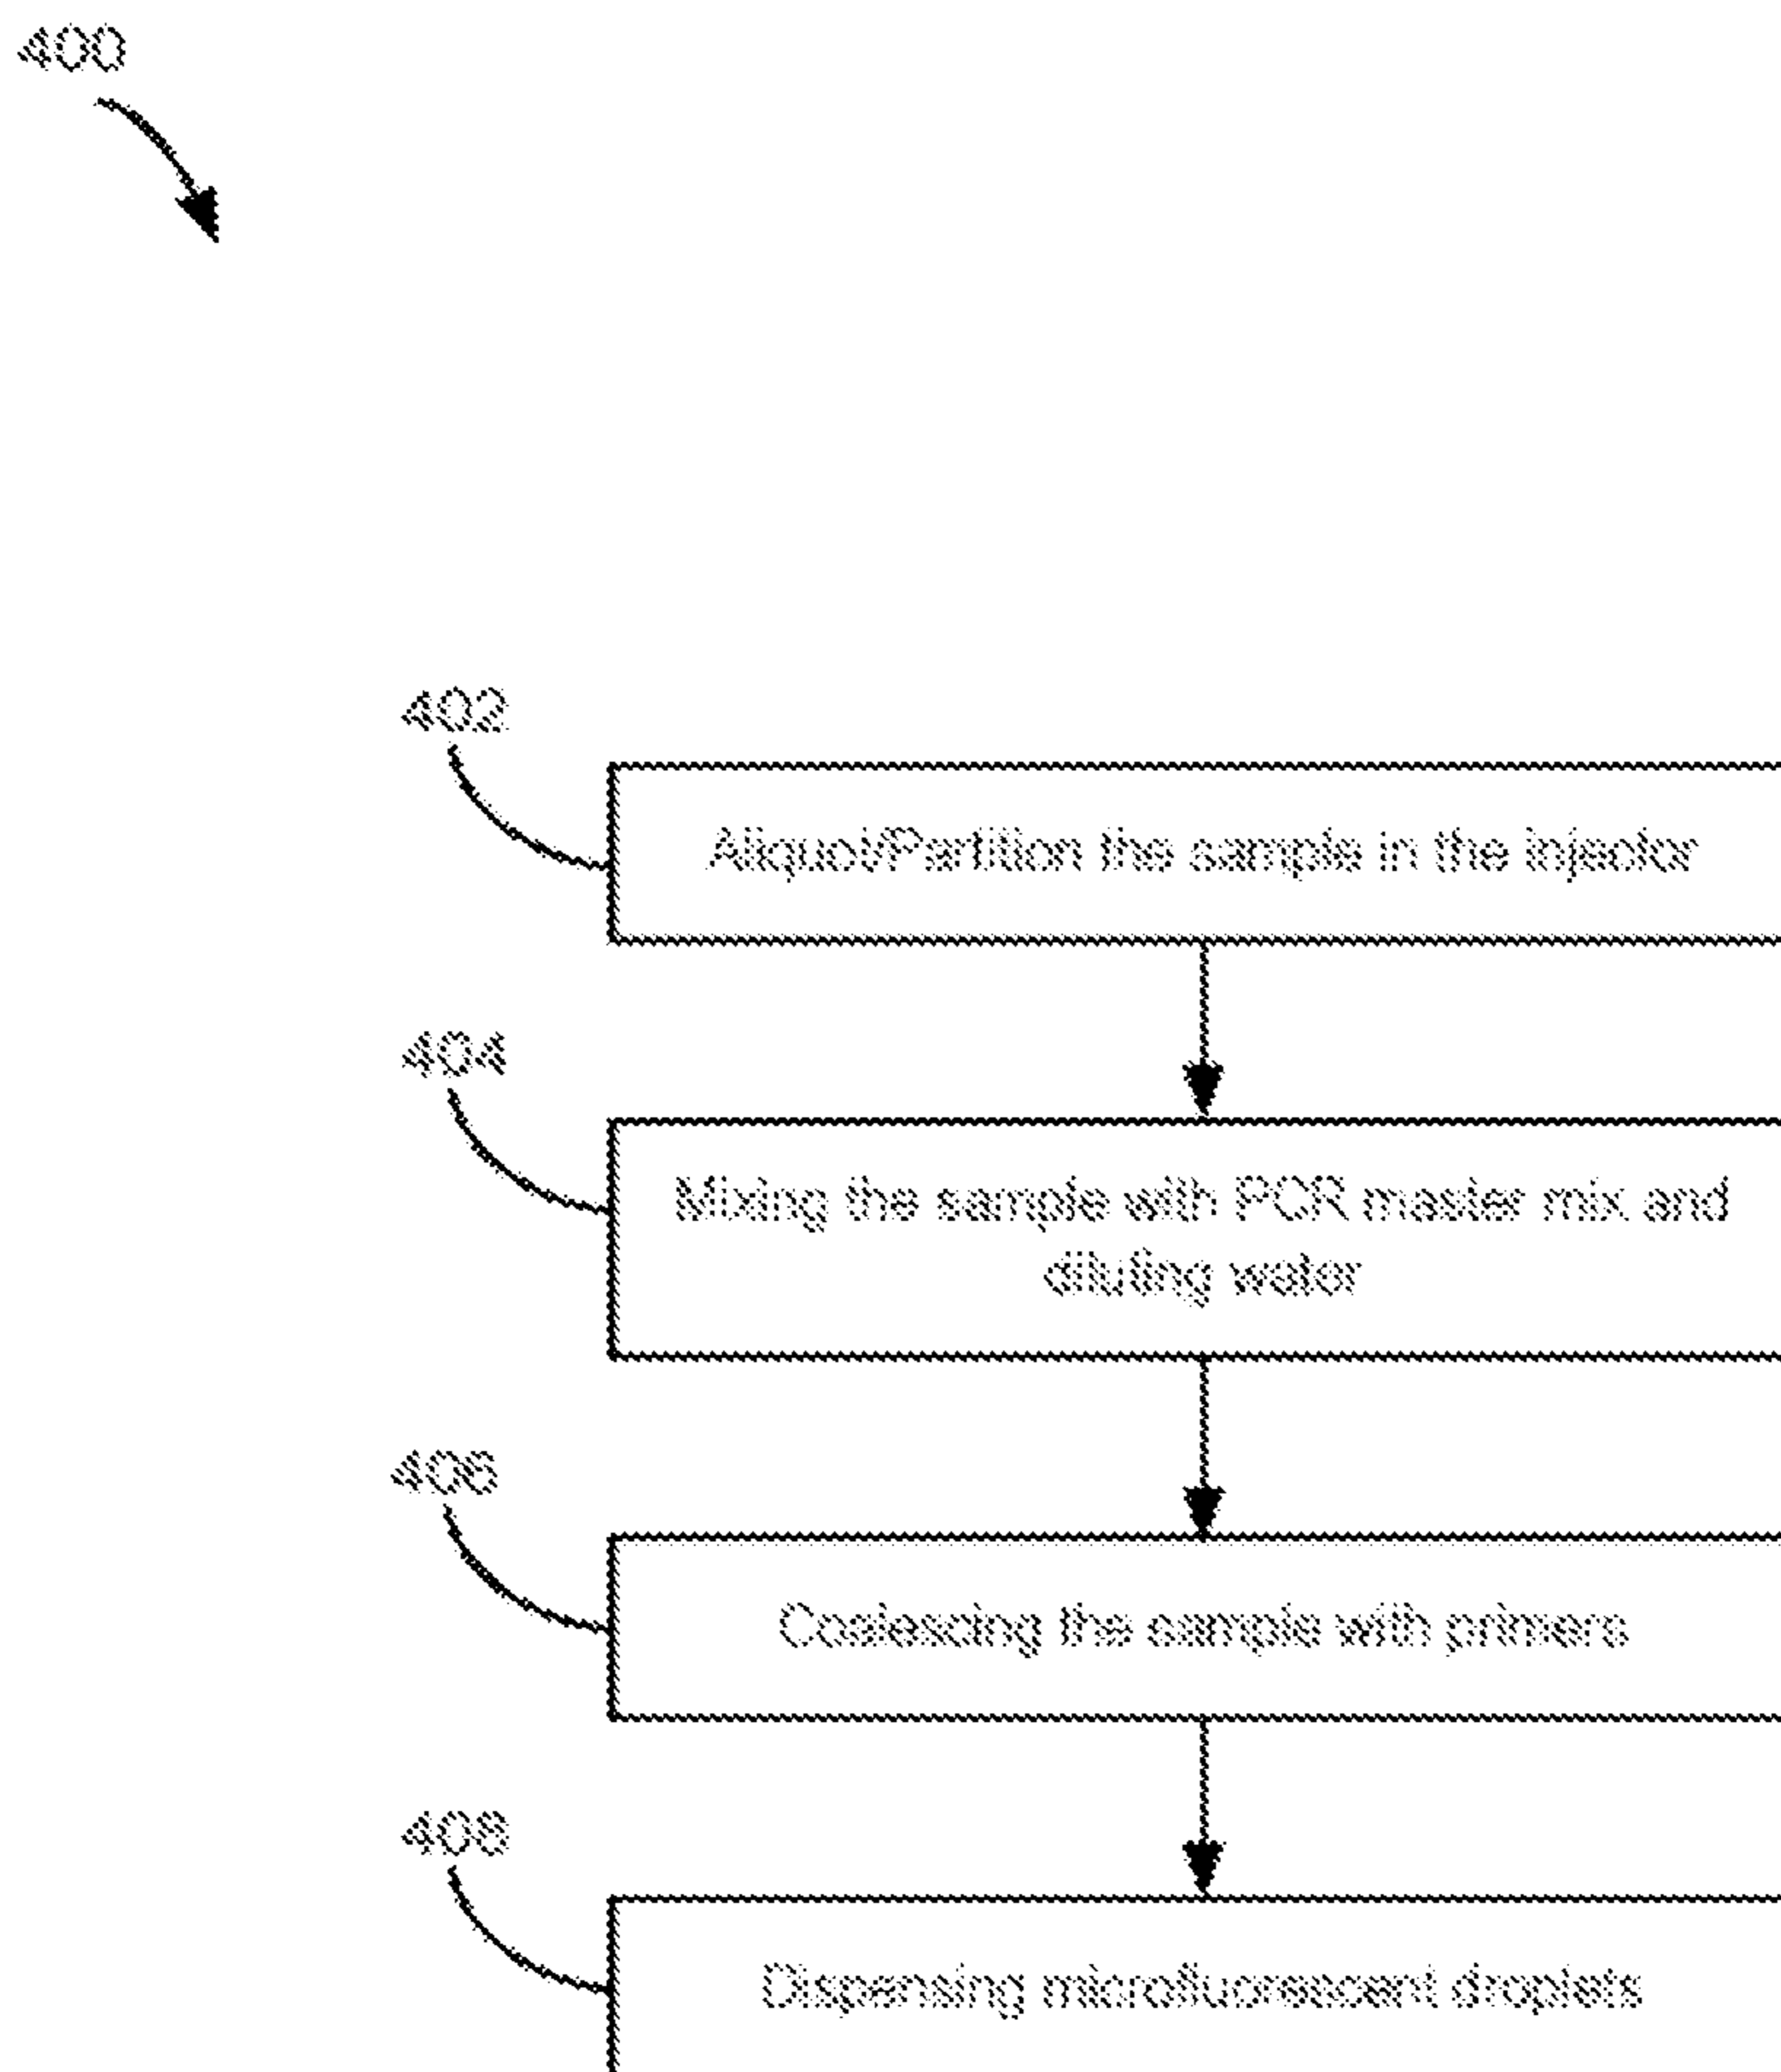 400
402
Aliquot/Partition the sample in the injector
404
Mixing the sample with PCR master mix and
diluting water
406
Coalescing the sample with primers
408
Dispensing microfluorescent droplets